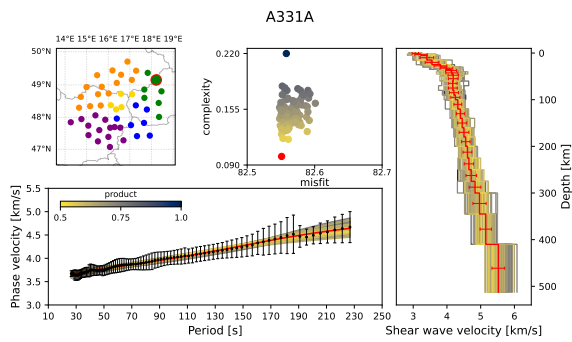 A331A
14°E 15°E 16°E 17°E 18°E 19°E
50°N
49°N
48°N
47°N
complexity
0.220
0.155
0.090
82.5 82.6 82.7
misfit
Phase velocity [km/s]
5.5
5.0
4.5
4.0
3.5
3.0
product
0.5 0.75 1.0
10 30 50 70 90 110 130 150 170 190 210 230 250
Period [s]
0
100
200
300
400
500
Depth [km]
3 4 5 6
Shear wave velocity [km/s]